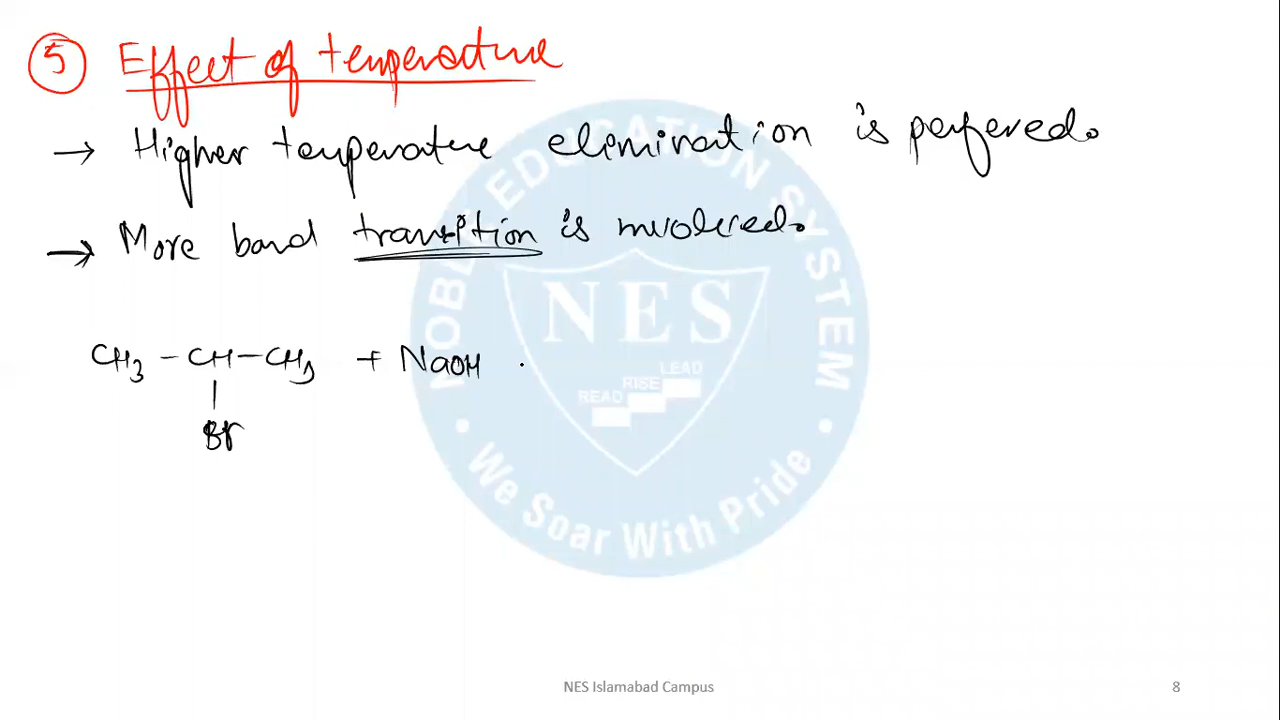 5 Effect of temperature
→ Higher temperature elimination is perfered.
→ More bond transition is involved.
CH3 - CH - CH3 + NaOH
|
Br
NOBLE EDUCATION SYSTEM
NES
READ RISE LEAD
We Soar With Pride
NES Islamabad Campus 8